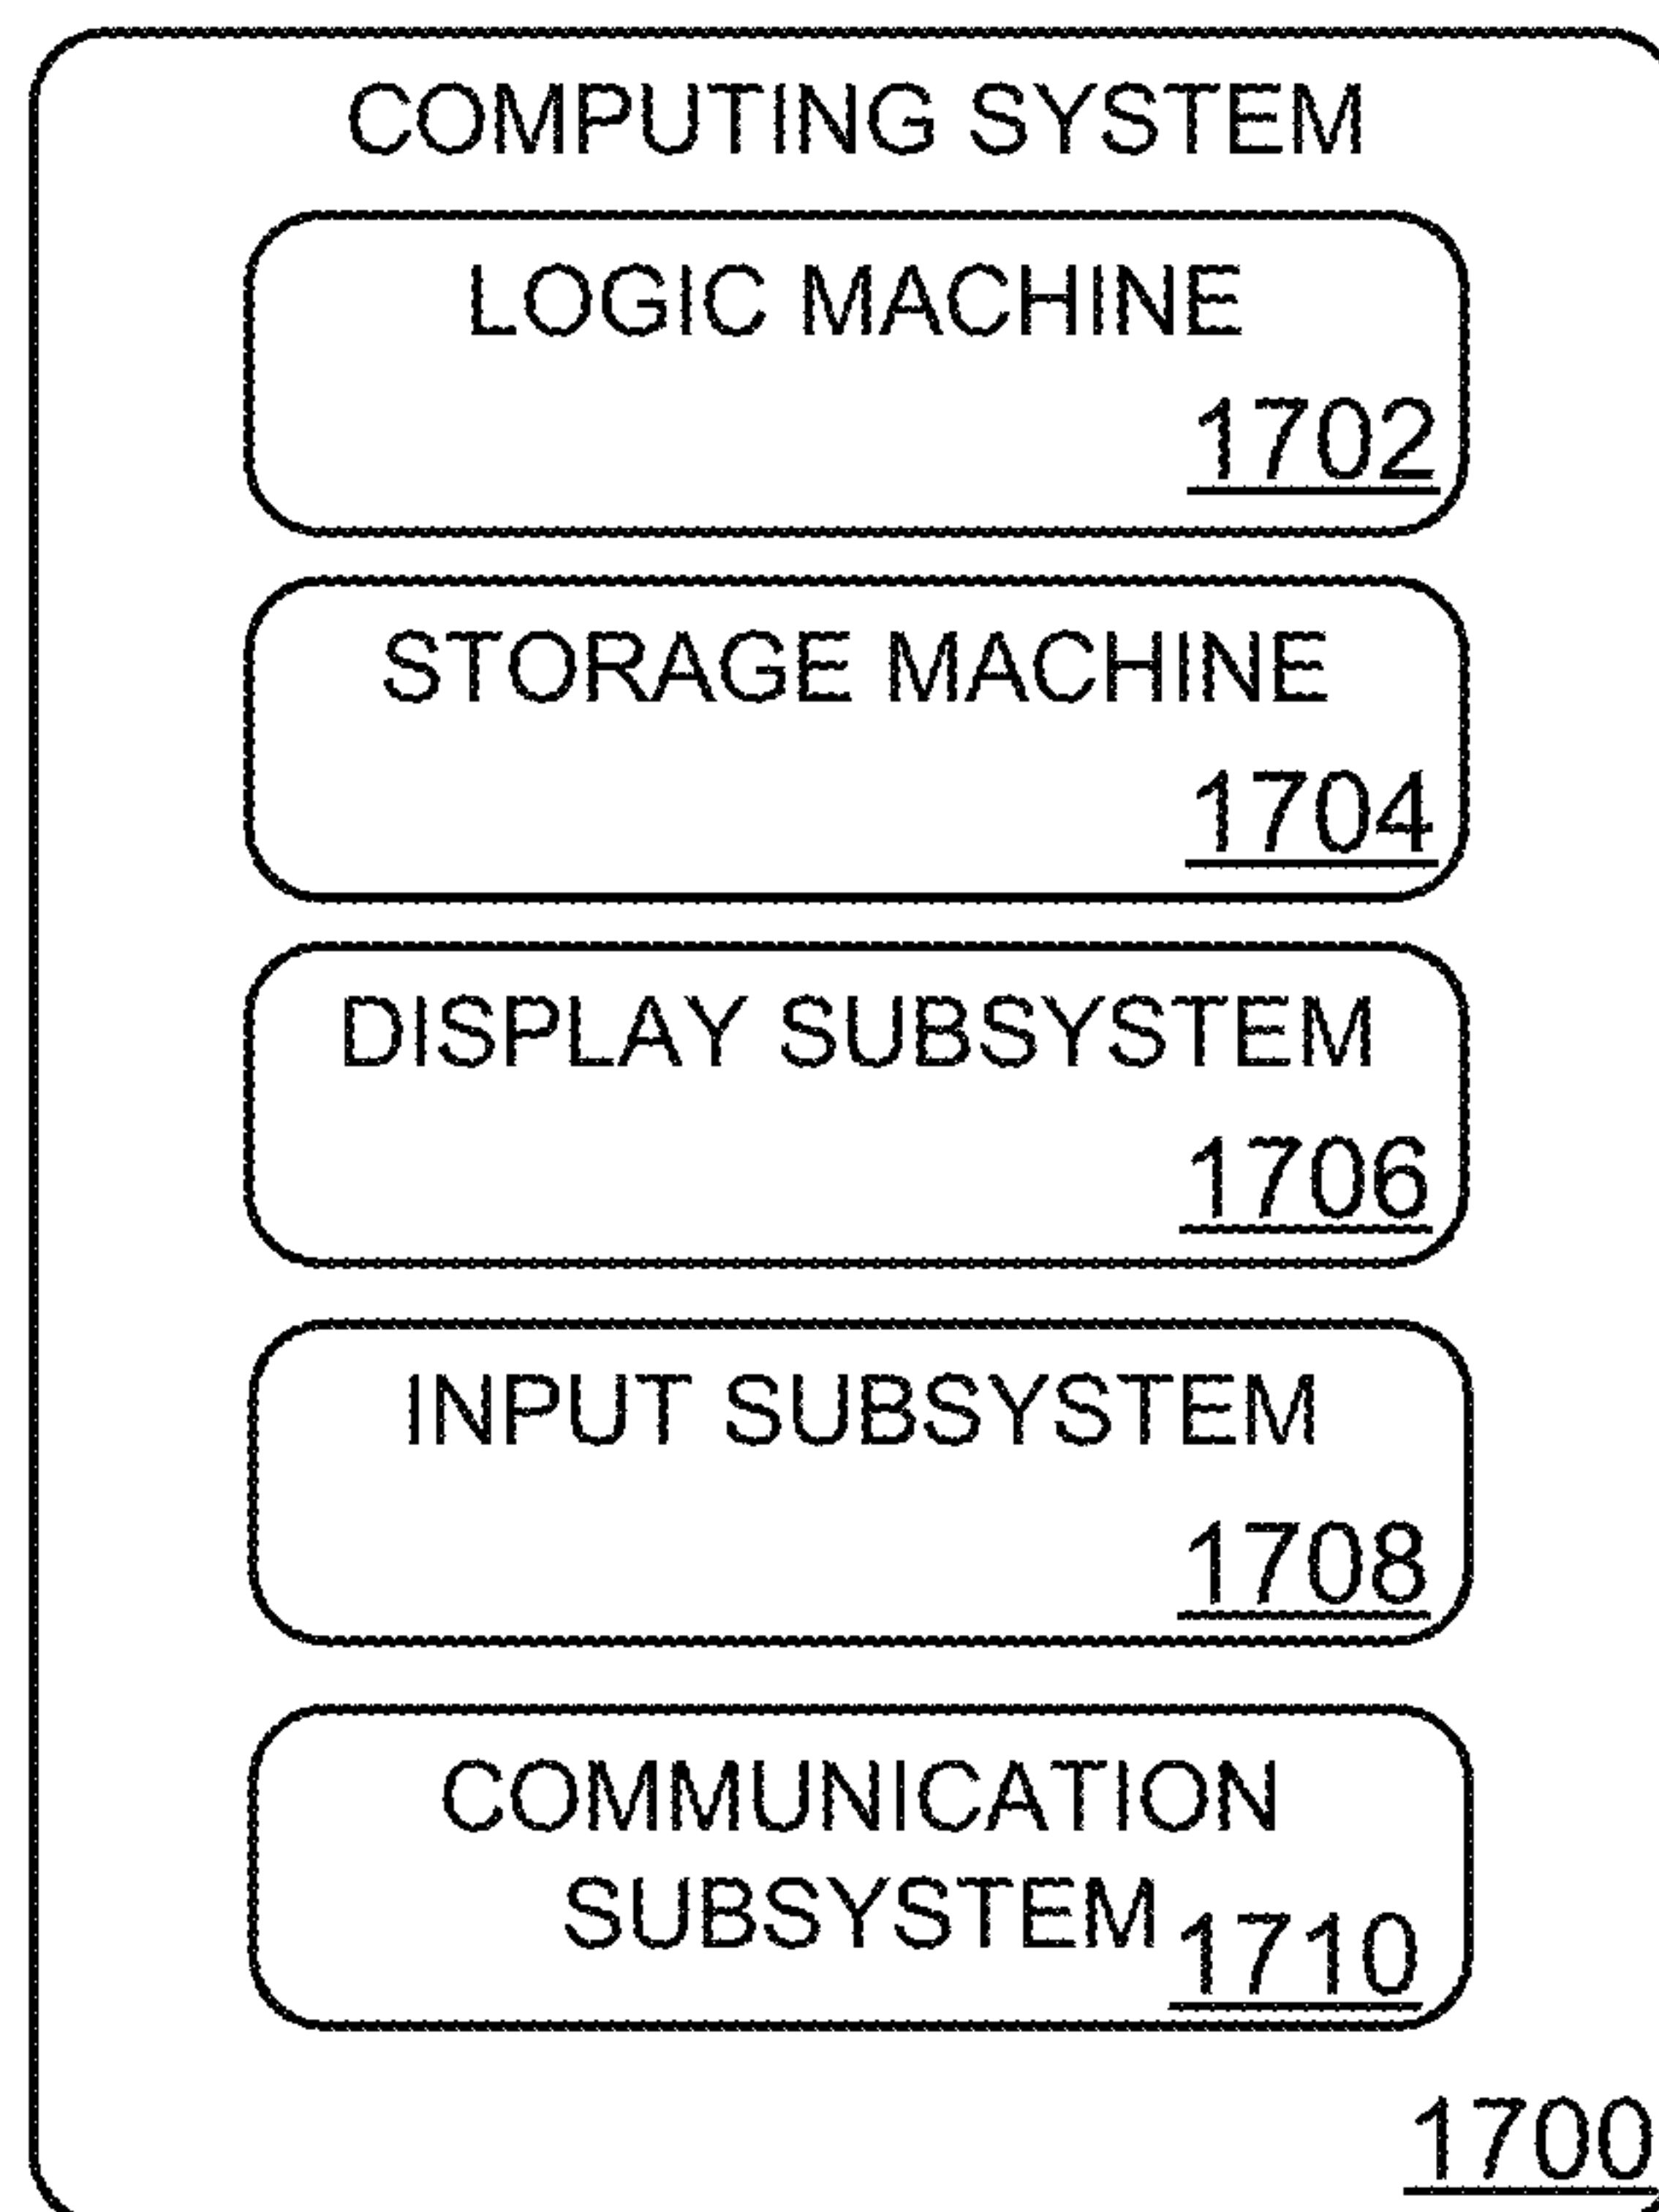 COMPUTING SYSTEM
LOGIC MACHINE
1702
STORAGE MACHINE
1704
DISPLAY SUBSYSTEM
1706
INPUT SUBSYSTEM
1708
COMMUNICATION
SUBSYSTEM 1710
1700